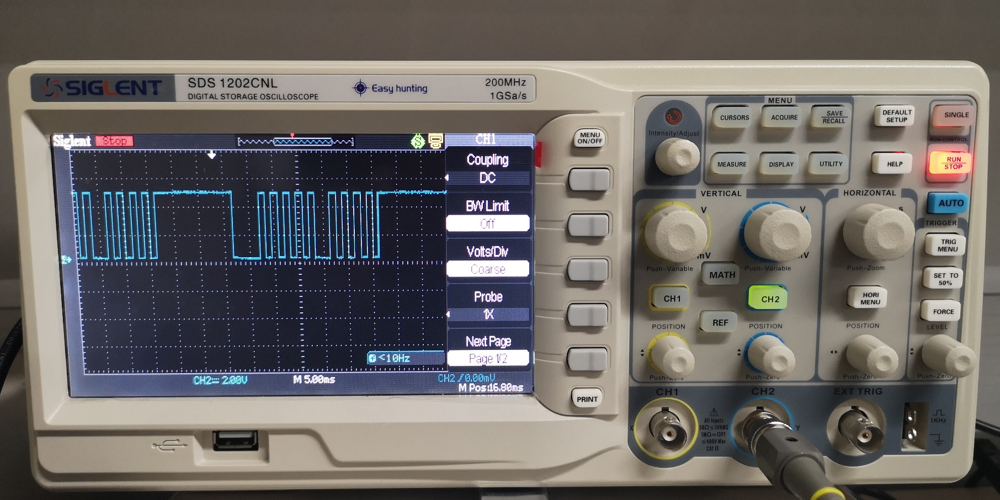 SIGLENT
SDS 1202CNL
DIGITAL STORAGE OSCILLOSCOPE
Easy hunting
200MHz
1GSa/s
Siglent
Stop
CH1
Coupling
DC
BW Limit
Off
Volts/Div
Coarse
Probe
1X
Next Page
Page 1/2
<10Hz
CH2 2.00V
M 5.00ms
CH2 /0.00mV
M Pos:16.80ms
MENU
ON/OFF
PRINT
Intensity/Adjust
MENU
CURSORS
ACQUIRE
SAVE
RECALL
MEASURE
DISPLAY
UTILITY
DEFAULT
SETUP
HELP
SINGLE
RUN CONTROL
RUN
STOP
AUTO
VERTICAL
V
mV
Push-Variable
V
mV
Push-Variable
MATH
CH1
CH2
REF
POSITION
POSITION
Push-Zero
Push-Zero
HORIZONTAL
s
Push-Zoom
HORI
MENU
POSITION
Push-Zero
TRIGGER
TRIG
MENU
SET TO
50%
FORCE
LEVEL
Push-Zero
CH1
X
All Inputs
50Ω≤5VRMS
1MΩ=13PF
≤400V Max
CAT II
CH2
Y
EXT TRIG
1KHz